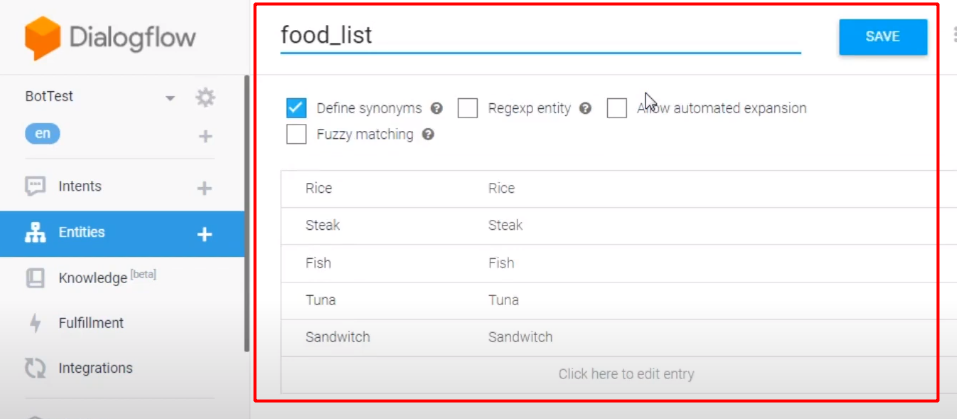 Dialogflow
food_list
SAVE
BotTest
Define synonyms
Regexp entity
Allow automated expansion
en
Fuzzy matching
Intents
Rice Rice
Entities
Steak Steak
Knowledge [beta]
Fish Fish
Fulfillment
Tuna Tuna
Integrations
Sandwitch Sandwitch
Click here to edit entry